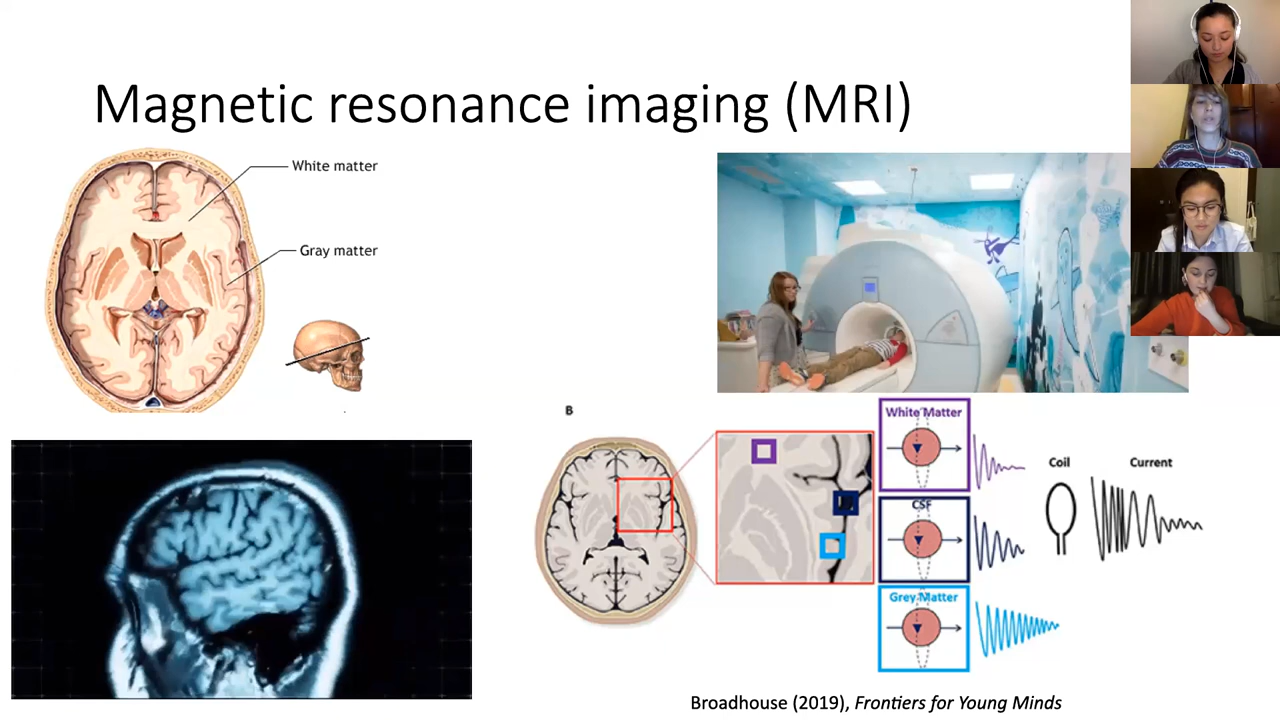 Magnetic resonance imaging (MRI)
White matter
Gray matter
B
White Matter
CSF
Grey Matter
Coil
Current
Broadhouse (2019), Frontiers for Young Minds